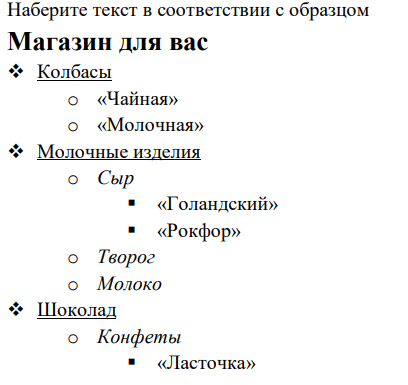 Наберите текст в соответствии с образцом
Магазин для вас
❖ Колбасы
o «Чайная»
o «Молочная»
❖ Молочные изделия
o Сыр
▪ «Голандский»
▪ «Рокфор»
o Творог
o Молоко
❖ Шоколад
o Конфеты
▪ «Ласточка»